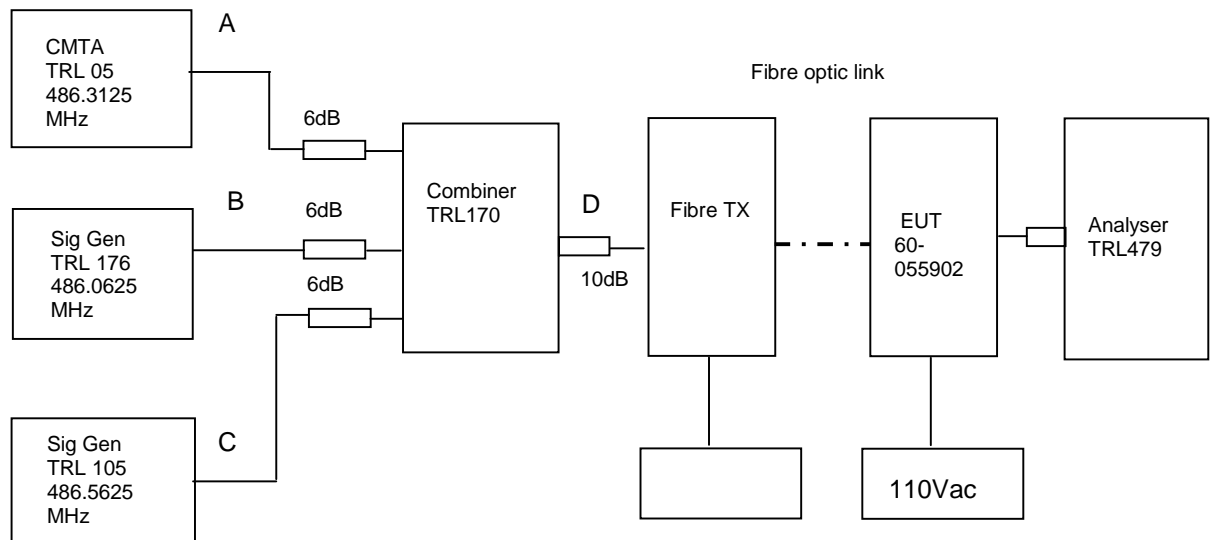 A
CMTA
TRL 05
486.3125
MHz
Fibre optic link
6dB
B
Sig Gen
TRL 176
486.0625
MHz
6dB
6dB
Combiner
TRL170
D
10dB
Fibre TX
EUT
60-
055902
Analyser
TRL479
C
Sig Gen
TRL 105
486.5625
MHz
110Vac